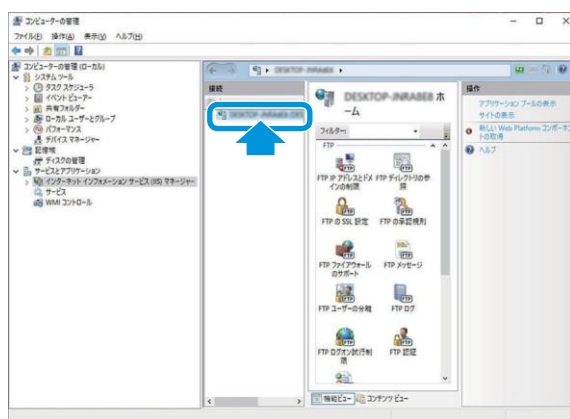 コンピューターの管理
ファイル(F) 操作(A) 表示(V) ヘルプ(H)
コンピューターの管理 (ローカル)
システム ツール
タスク スケジューラ
イベント ビューアー
共有フォルダー
ローカル ユーザーとグループ
パフォーマンス
デバイス マネージャー
記憶域
ディスクの管理
サービスとアプリケーション
インターネット インフォメーション サービス (IIS) マネージャー
サービス
WMI コントロール
接続
DESKTOP-JNRA8E8 ホ
ーム
フィルター:
FTP
FTP IP アドレスとドメ
インの制限
FTP ディレクトリの参
照
FTP の SSL 設定
FTP の承認規則
FTP ファイアウォール
のサポート
FTP メッセージ
FTP ユーザーの分離
FTP ログ
FTP ログオン試行制
限
FTP 認証
機能ビュー
コンテンツ ビュー
操作
アプリケーション プールの表示
サイトの表示
新しい Web Platform コンポーネン
トの取得
ヘルプ